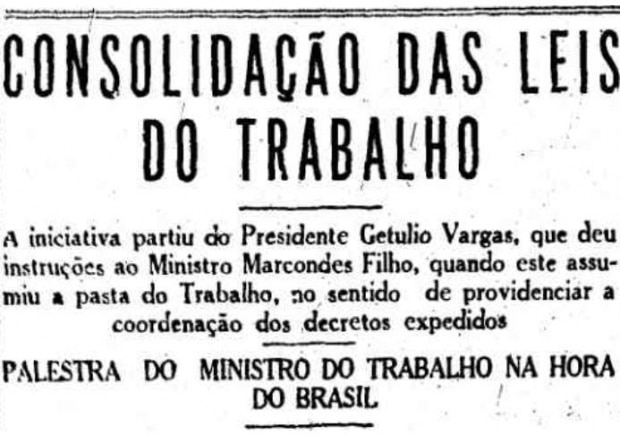 CONSOLIDAÇÃO DAS LEIS
DO TRABALHO
A iniciativa partiu do Presidente Getulio Vargas, que deu
instruções ao Ministro Marcondes Filho, quando este assu-
miu a pasta do Trabalho, no sentido de providenciar a
coordenação dos decretos expedidos
PALESTRA DO MINISTRO DO TRABALHO NA HORA
DO BRASIL